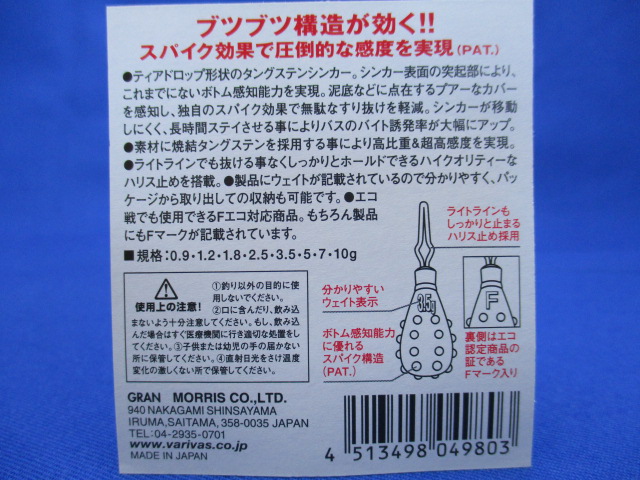 ブツブツ構造が効く!!
スパイク効果で圧倒的な感度を実現(PAT.)
●ティアドロップ形状のタングステンシンカー。シンカー表面の突起部により、
これまでにないボトム感知能力を実現。泥底などに点在するプアーなカバー
を感知し、独自のスパイク効果で無駄なすり抜けを軽減。シンカーが移動
しにくく、長時間ステイさせる事によりバスのバイト誘発率が大幅にアップ。
●素材に焼結タングステンを採用する事により高比重&超高感度を実現。
●ライトラインでも抜ける事なくしっかりとホールドできるハイクオリティーな
ハリス止めを搭載。●製品にウェイトが記載されているので分かりやすく、パッ
ケージから取り出しての収納も可能です。●エコ
戦でも使用できるFエコ対応商品。もちろん製品
にもFマークが記載されています。
■規格:0.9・1.2・1.8・2.5・3.5・5・7・10g
ライトラインも
しっかりと止まる
ハリス止め採用
使用上の注意!
①釣り以外の目的に使
用しないでください。
②口に含んだり、飲み込
まないよう十分注意してください。もし、飲み込
んだ場合はすぐ医療機関に行き適切な処置をし
てください。③子供または幼児の手の届かない
所に保管してください。④直射日光をさけ温度
変化の激しくない所で保管してください。
分かりやすい
ウェイト表示
3.5g
F
ボトム感知能力
に優れる
スパイク構造
(PAT.)
裏側はエコ
認定商品の
証である
Fマーク入り
GRAN MORRIS CO.,LTD.
940 NAKAGAMI SHINSAYAMA
IRUMA,SAITAMA, 358-0035 JAPAN
TEL:04-2935-0701
www.varivas.co.jp
MADE IN JAPAN
4 513498 049803